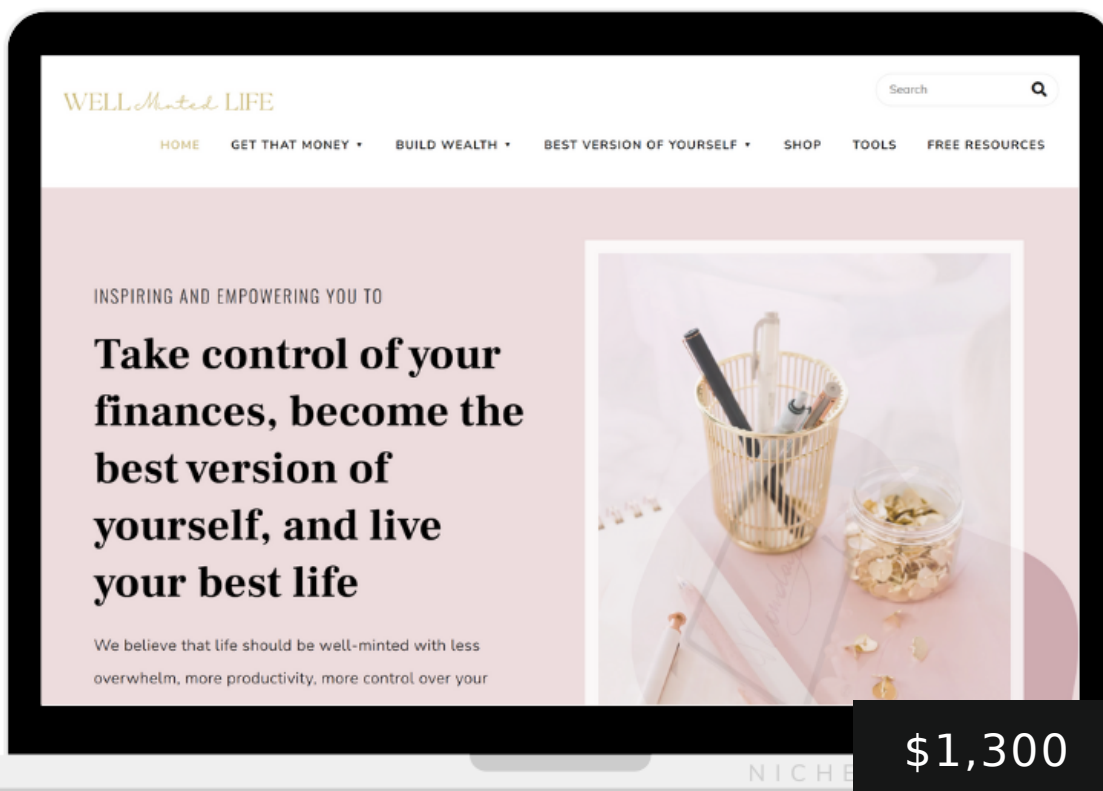 WELL Minted LIFE
Search
HOME GET THAT MONEY ▾ BUILD WEALTH ▾ BEST VERSION OF YOURSELF ▾ SHOP TOOLS FREE RESOURCES
INSPIRING AND EMPOWERING YOU TO
Take control of your
finances, become the
best version of
yourself, and live
your best life
We believe that life should be well-minted with less
overwhelm, more productivity, more control over your
$1,300
NICHE